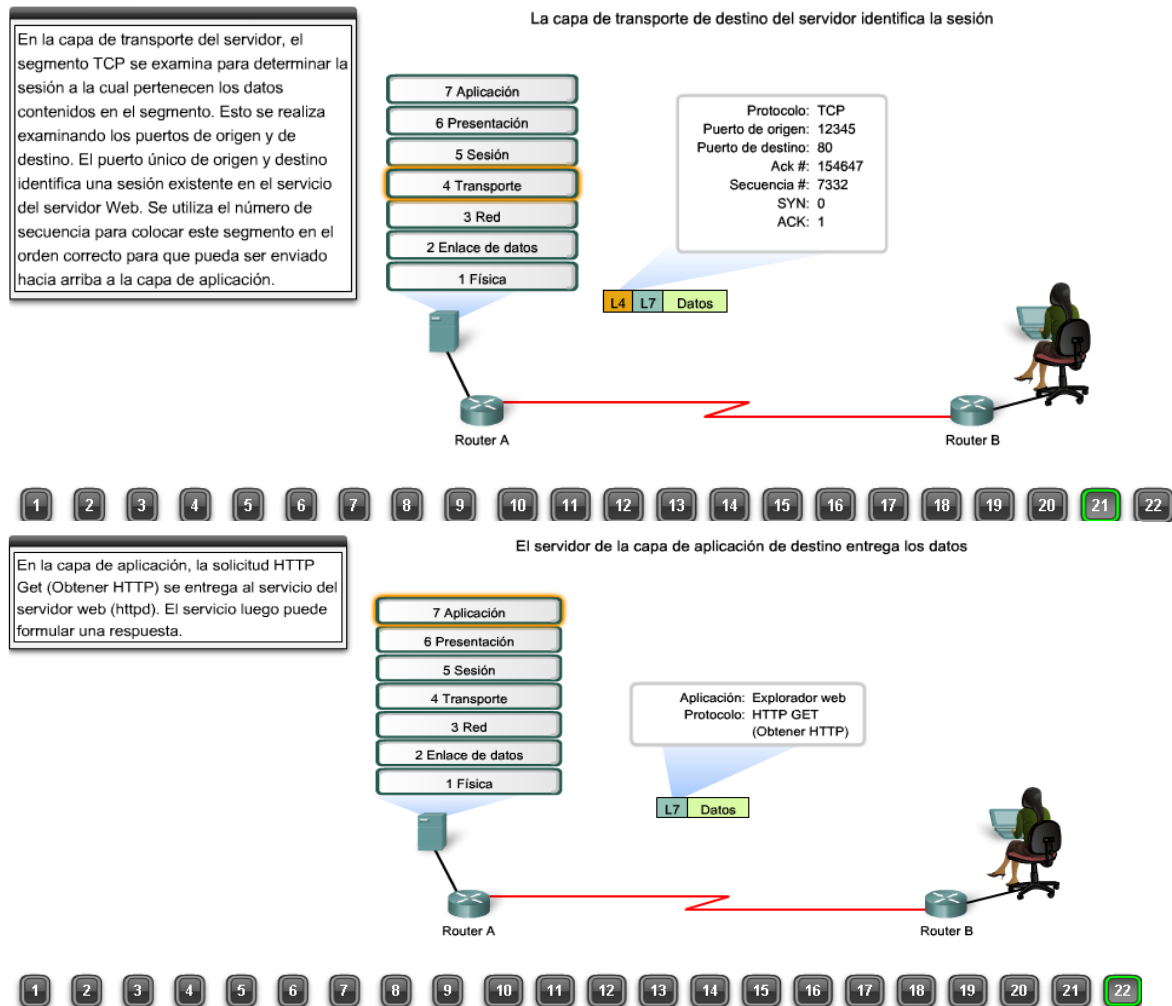 La capa de transporte de destino del servidor identifica la sesión
En la capa de transporte del servidor, el
segmento TCP se examina para determinar la
sesión a la cual pertenecen los datos
contenidos en el segmento. Esto se realiza
examinando los puertos de origen y de
destino. El puerto único de origen y destino
identifica una sesión existente en el servicio
del servidor Web. Se utiliza el número de
secuencia para colocar este segmento en el
orden correcto para que pueda ser enviado
hacia arriba a la capa de aplicación.
7 Aplicación
6 Presentación
5 Sesión
4 Transporte
3 Red
2 Enlace de datos
1 Física
Protocolo: TCP
Puerto de origen: 12345
Puerto de destino: 80
Ack #: 154647
Secuencia #: 7332
SYN: 0
ACK: 1
L4 L7 Datos
Router A
Router B
1 2 3 4 5 6 7 8 9 10 11 12 13 14 15 16 17 18 19 20 21 22
El servidor de la capa de aplicación de destino entrega los datos
En la capa de aplicación, la solicitud HTTP
Get (Obtener HTTP) se entrega al servicio del
servidor web (httpd). El servicio luego puede
formular una respuesta.
7 Aplicación
6 Presentación
5 Sesión
4 Transporte
3 Red
2 Enlace de datos
1 Física
Aplicación: Explorador web
Protocolo: HTTP GET
(Obtener HTTP)
L7 Datos
Router A
Router B
1 2 3 4 5 6 7 8 9 10 11 12 13 14 15 16 17 18 19 20 21 22